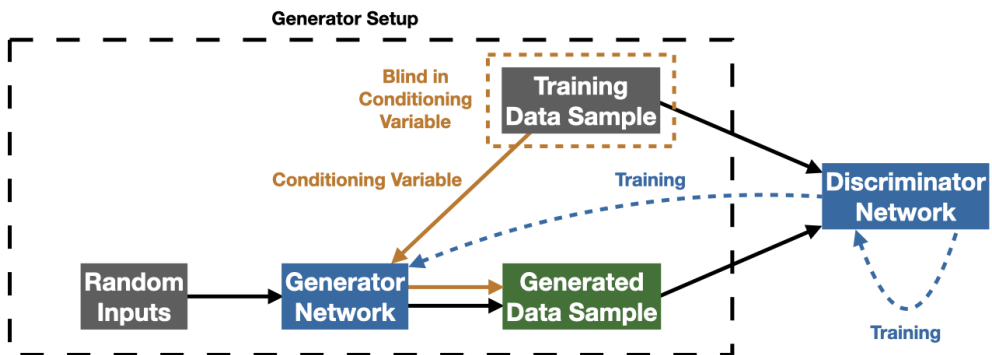 Generator Setup
Blind in
Conditioning
Variable
Training
Data Sample
Conditioning Variable
Training
Discriminator
Network
Random
Inputs
Generator
Network
Generated
Data Sample
Training